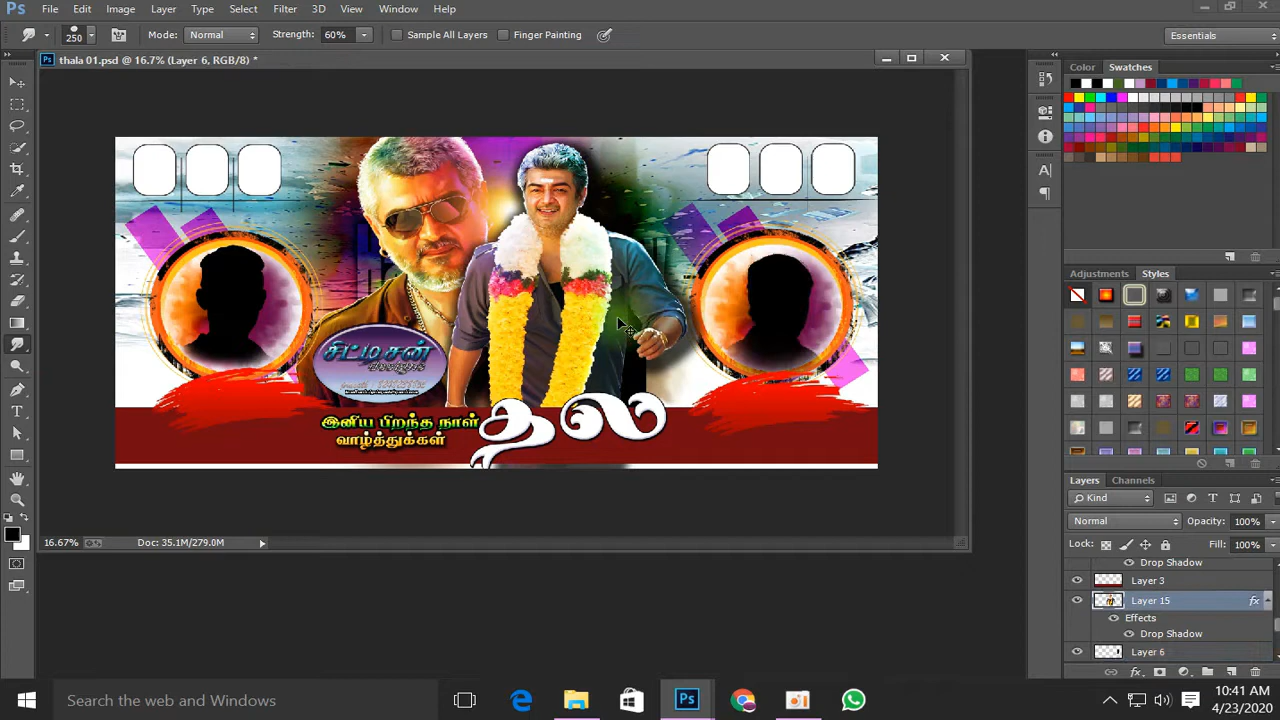 File Edit Image Layer Type Select Filter 3D View Window Help
250 Mode: Normal Strength: 60% Sample All Layers Finger Painting Essentials
thala 01.psd @ 16.7% (Layer 6, RGB/8) *
Color Swatches
Adjustments Styles
இனிய பிறந்த நாள்
வாழ்த்துக்கள்
தல
Layers Channels
Kind
Normal Opacity: 100%
Lock: Fill: 100%
Drop Shadow
Layer 3
Layer 15 fx
Effects
Drop Shadow
Layer 6
16.67% Doc: 35.1M/279.0M
Search the web and Windows
10:41 AM
4/23/2020